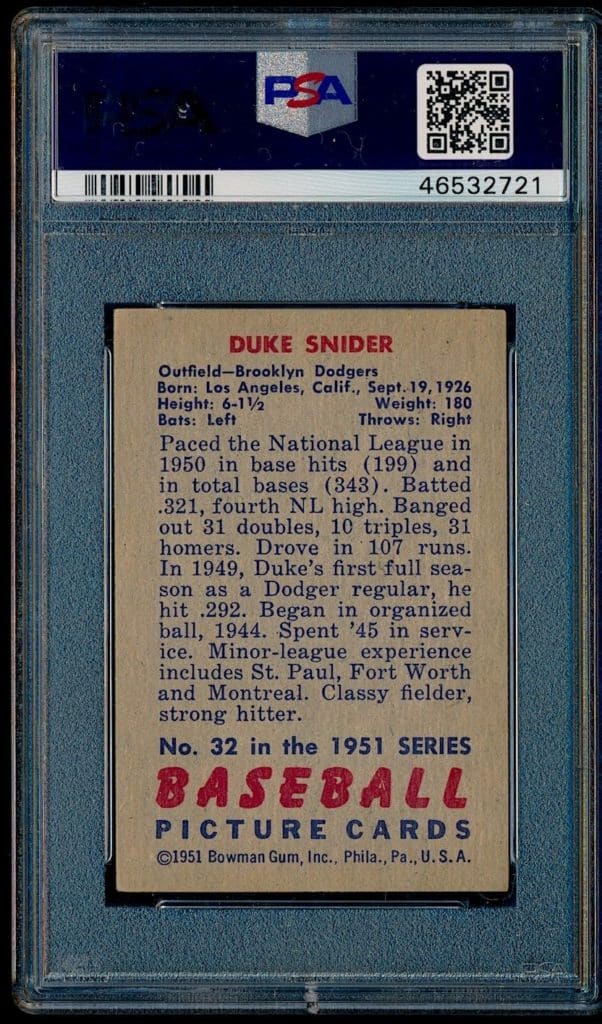 PSA
PSA
46532721
DUKE SNIDER
Outfield—Brooklyn Dodgers
Born: Los Angeles, Calif., Sept. 19, 1926
Height: 6-1½ Weight: 180
Bats: Left Throws: Right
Paced the National League in
1950 in base hits (199) and
in total bases (343). Batted
.321, fourth NL high. Banged
out 31 doubles, 10 triples, 31
homers. Drove in 107 runs.
In 1949, Duke's first full sea-
son as a Dodger regular, he
hit .292. Began in organized
ball, 1944. Spent '45 in serv-
ice. Minor-league experience
includes St. Paul, Fort Worth
and Montreal. Classy fielder,
strong hitter.
No. 32 in the 1951 SERIES
BASEBALL
PICTURE CARDS
©1951 Bowman Gum, Inc., Phila., Pa., U.S.A.
PSA